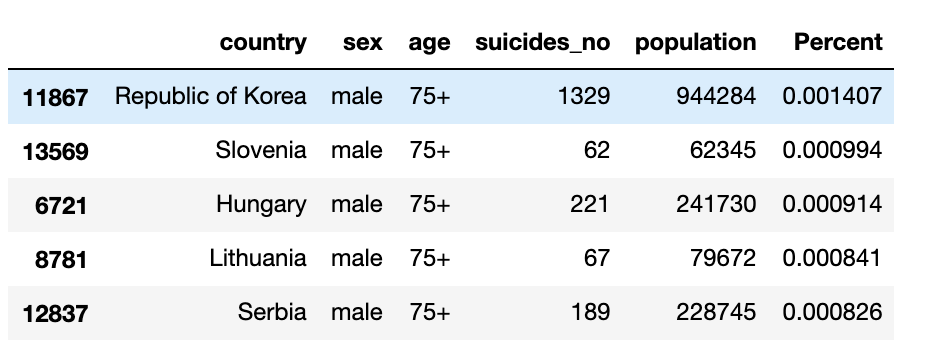 country sex age suicides_no population Percent
11867 Republic of Korea male 75+ 1329 944284 0.001407
13569 Slovenia male 75+ 62 62345 0.000994
6721 Hungary male 75+ 221 241730 0.000914
8781 Lithuania male 75+ 67 79672 0.000841
12837 Serbia male 75+ 189 228745 0.000826